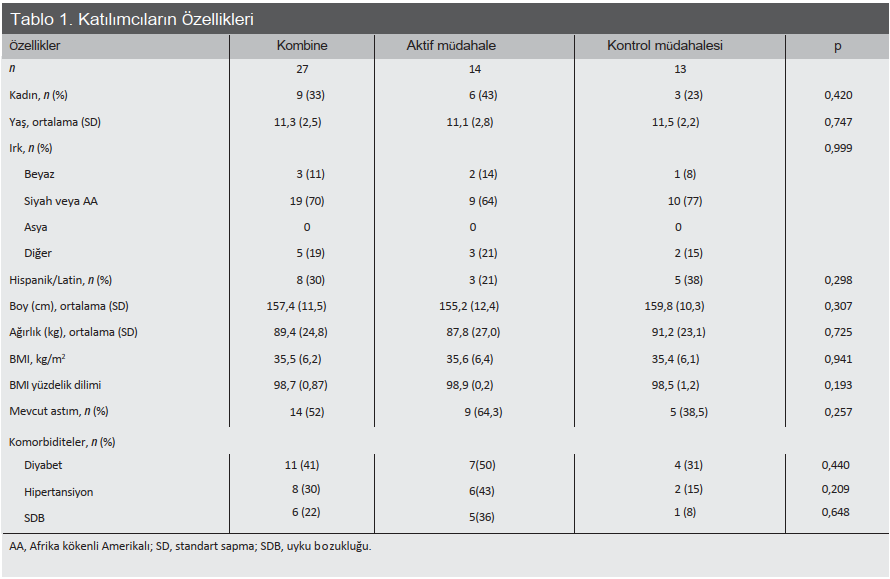 Tablo 1. Katılımcıların Özellikleri
Özellikler Kombine Aktif müdahale Kontrol müdahalesi p
n 27 14 13
Kadın, n (%) 9 (33) 6 (43) 3 (23) 0,420
Yaş, ortalama (SD) 11,3 (2,5) 11,1 (2,8) 11,5 (2,2) 0,747
Irk, n (%) 0,999
Beyaz 3 (11) 2 (14) 1 (8)
Siyah veya AA 19 (70) 9 (64) 10 (77)
Asya 0 0 0
Diğer 5 (19) 3 (21) 2 (15)
Hispanik/Latin, n (%) 8 (30) 3 (21) 5 (38) 0,298
Boy (cm), ortalama (SD) 157,4 (11,5) 155,2 (12,4) 159,8 (10,3) 0,307
Ağırlık (kg), ortalama (SD) 89,4 (24,8) 87,8 (27,0) 91,2 (23,1) 0,725
BMI, kg/m² 35,5 (6,2) 35,6 (6,4) 35,4 (6,1) 0,941
BMI yüzdelik dilimi 98,7 (0,87) 98,9 (0,2) 98,5 (1,2) 0,193
Mevcut astım, n (%) 14 (52) 9 (64,3) 5 (38,5) 0,257
Komorbiditeler, n (%)
Diyabet 11 (41) 7(50) 4 (31) 0,440
Hipertansiyon 8 (30) 6(43) 2 (15) 0,209
SDB 6 (22) 5(36) 1 (8) 0,648
AA, Afrika kökenli Amerikalı; SD, standart sapma; SDB, uyku bozukluğu.